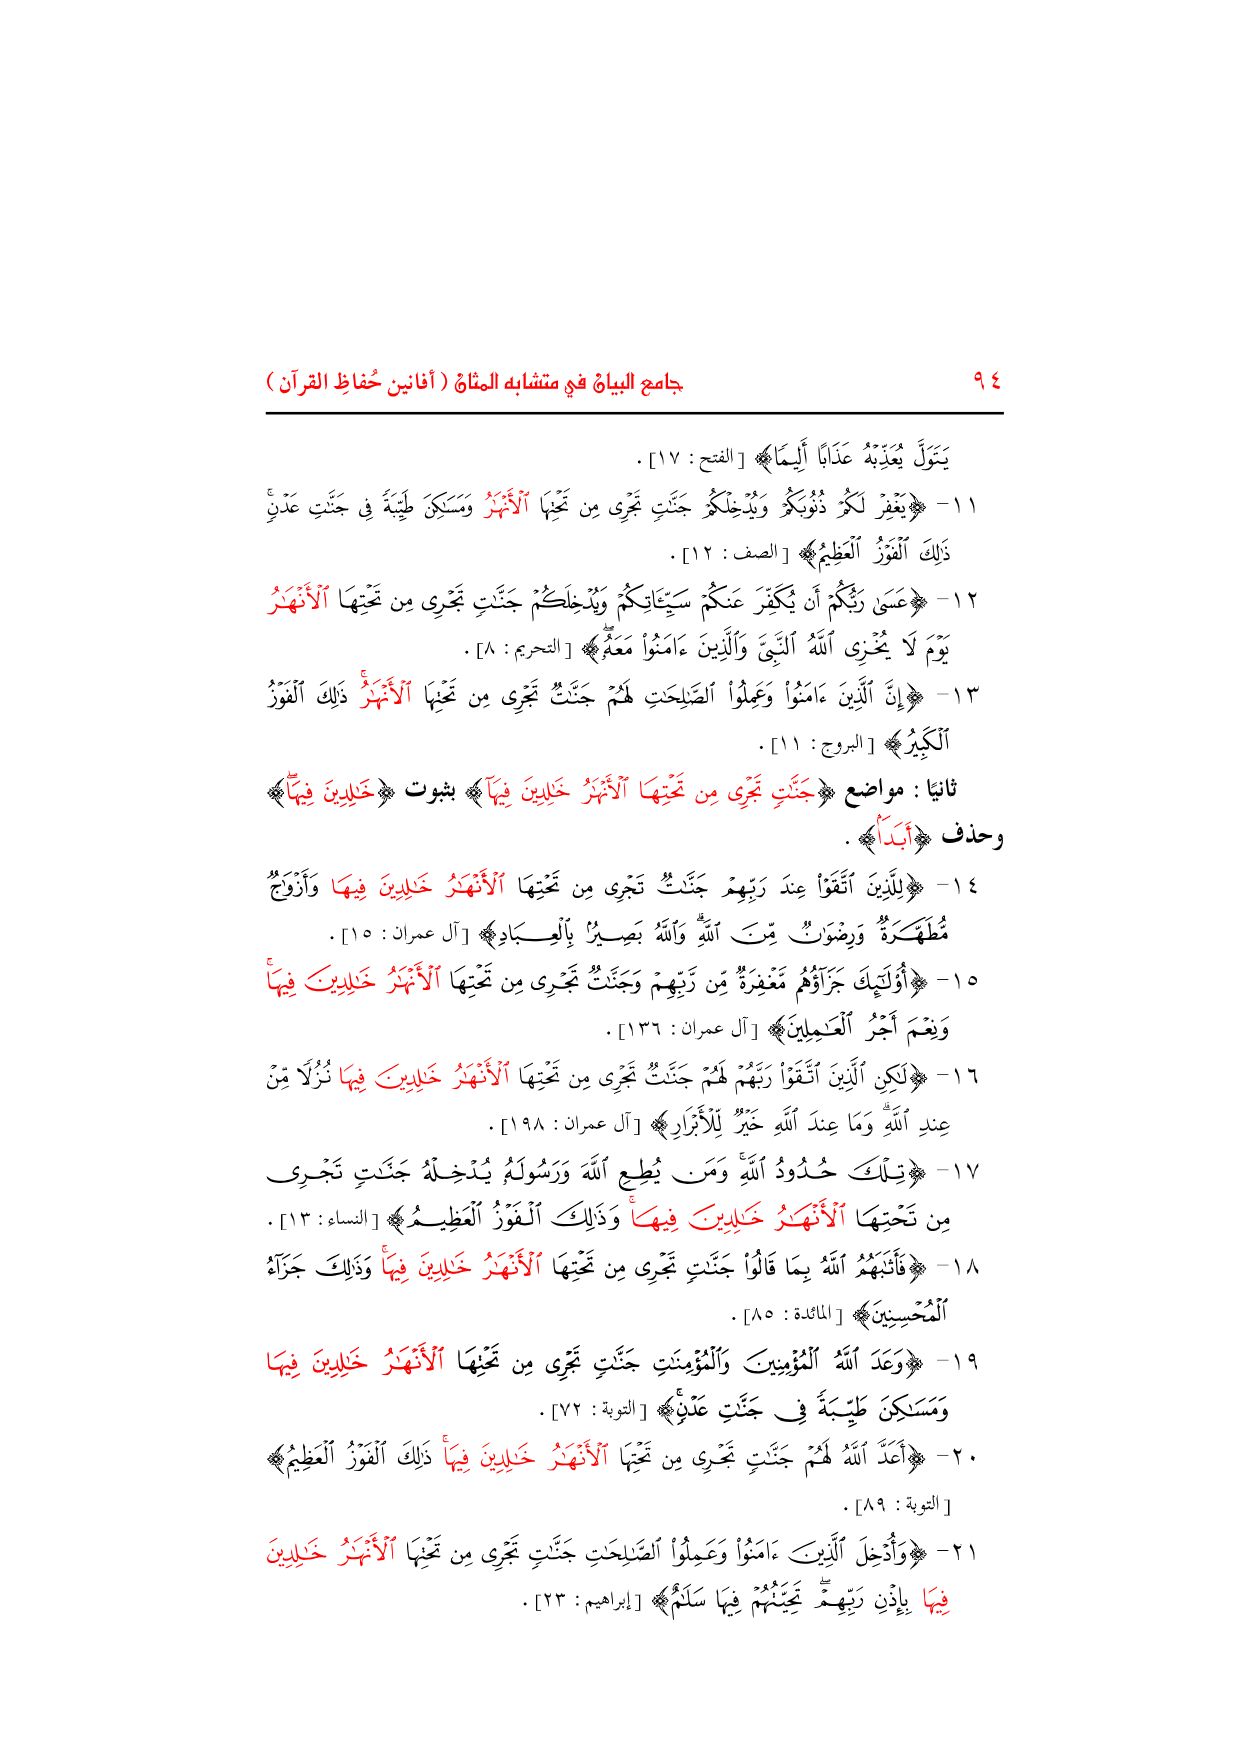 ٩٤ جامع البيان في متشابه المثان ( أفانين حُفاظِ القرآن )
يَتَوَلَّ يُعَذِّبْهُ عَذَابًا أَلِيمًا﴾ [الفتح : ١٧] .
١١- ﴿يَغْفِرْ لَكُمْ ذُنُوبَكُمْ وَيُدْخِلْكُمْ جَنَّٰتٍ تَجْرِى مِن تَحْتِهَا ٱلْأَنْهَٰرُ وَمَسَٰكِنَ طَيِّبَةً فِى جَنَّٰتِ عَدْنٍ ۚ
ذَٰلِكَ ٱلْفَوْزُ ٱلْعَظِيمُ﴾ [الصف : ١٢] .
١٢- ﴿عَسَىٰ رَبُّكُمْ أَن يُكَفِّرَ عَنكُمْ سَيِّـَٔاتِكُمْ وَيُدْخِلَكُمْ جَنَّٰتٍ تَجْرِى مِن تَحْتِهَا ٱلْأَنْهَٰرُ
يَوْمَ لَا يُخْزِى ٱللَّهُ ٱلنَّبِىَّ وَٱلَّذِينَ ءَامَنُوا۟ مَعَهُۥ ۖ﴾ [التحريم : ٨] .
١٣- ﴿إِنَّ ٱلَّذِينَ ءَامَنُوا۟ وَعَمِلُوا۟ ٱلصَّٰلِحَٰتِ لَهُمْ جَنَّٰتٌ تَجْرِى مِن تَحْتِهَا ٱلْأَنْهَٰرُ ۚ ذَٰلِكَ ٱلْفَوْزُ
ٱلْكَبِيرُ﴾ [البروج : ١١] .
ثانيًا : مواضع ﴿جَنَّٰتٍ تَجْرِى مِن تَحْتِهَا ٱلْأَنْهَٰرُ خَٰلِدِينَ فِيهَآ﴾ بثبوت ﴿خَٰلِدِينَ فِيهَا ۖ﴾
وحذف ﴿أَبَدًا ۚ﴾ .
١٤- ﴿لِلَّذِينَ ٱتَّقَوْا۟ عِندَ رَبِّهِمْ جَنَّٰتٌ تَجْرِى مِن تَحْتِهَا ٱلْأَنْهَٰرُ خَٰلِدِينَ فِيهَا وَأَزْوَٰجٌ
مُّطَهَّرَةٌ وَرِضْوَٰنٌ مِّنَ ٱللَّهِ ۗ وَٱللَّهُ بَصِيرٌۢ بِٱلْعِبَادِ﴾ [آل عمران : ١٥] .
١٥- ﴿أُو۟لَٰٓئِكَ جَزَآؤُهُم مَّغْفِرَةٌ مِّن رَّبِّهِمْ وَجَنَّٰتٌ تَجْرِى مِن تَحْتِهَا ٱلْأَنْهَٰرُ خَٰلِدِينَ فِيهَا ۚ
وَنِعْمَ أَجْرُ ٱلْعَٰمِلِينَ﴾ [آل عمران : ١٣٦] .
١٦- ﴿لَٰكِنِ ٱلَّذِينَ ٱتَّقَوْا۟ رَبَّهُمْ لَهُمْ جَنَّٰتٌ تَجْرِى مِن تَحْتِهَا ٱلْأَنْهَٰرُ خَٰلِدِينَ فِيهَا نُزُلًا مِّنْ
عِندِ ٱللَّهِ ۗ وَمَا عِندَ ٱللَّهِ خَيْرٌ لِّلْأَبْرَارِ﴾ [آل عمران : ١٩٨] .
١٧- ﴿تِلْكَ حُدُودُ ٱللَّهِ ۚ وَمَن يُطِعِ ٱللَّهَ وَرَسُولَهُۥ يُدْخِلْهُ جَنَّٰتٍ تَجْرِى
مِن تَحْتِهَا ٱلْأَنْهَٰرُ خَٰلِدِينَ فِيهَا ۚ وَذَٰلِكَ ٱلْفَوْزُ ٱلْعَظِيمُ﴾ [النساء : ١٣] .
١٨- ﴿فَأَثَٰبَهُمُ ٱللَّهُ بِمَا قَالُوا۟ جَنَّٰتٍ تَجْرِى مِن تَحْتِهَا ٱلْأَنْهَٰرُ خَٰلِدِينَ فِيهَا ۚ وَذَٰلِكَ جَزَآءُ
ٱلْمُحْسِنِينَ﴾ [المائدة : ٨٥] .
١٩- ﴿وَعَدَ ٱللَّهُ ٱلْمُؤْمِنِينَ وَٱلْمُؤْمِنَٰتِ جَنَّٰتٍ تَجْرِى مِن تَحْتِهَا ٱلْأَنْهَٰرُ خَٰلِدِينَ فِيهَا
وَمَسَٰكِنَ طَيِّبَةً فِى جَنَّٰتِ عَدْنٍ ۚ﴾ [التوبة : ٧٢] .
٢٠- ﴿أَعَدَّ ٱللَّهُ لَهُمْ جَنَّٰتٍ تَجْرِى مِن تَحْتِهَا ٱلْأَنْهَٰرُ خَٰلِدِينَ فِيهَا ۚ ذَٰلِكَ ٱلْفَوْزُ ٱلْعَظِيمُ﴾
[التوبة : ٨٩] .
٢١- ﴿وَأُدْخِلَ ٱلَّذِينَ ءَامَنُوا۟ وَعَمِلُوا۟ ٱلصَّٰلِحَٰتِ جَنَّٰتٍ تَجْرِى مِن تَحْتِهَا ٱلْأَنْهَٰرُ خَٰلِدِينَ
فِيهَا بِإِذْنِ رَبِّهِمْ ۖ تَحِيَّتُهُمْ فِيهَا سَلَٰمٌ﴾ [إبراهيم : ٢٣] .